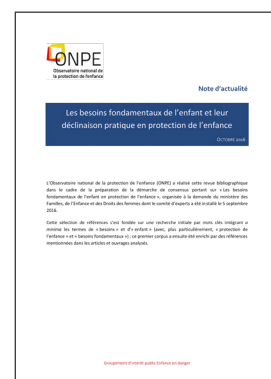 ONPE
Observatoire national de
la protection de l'enfance
Note d'actualité
Les besoins fondamentaux de l'enfant et leur
déclinaison pratique en protection de l'enfance
OCTOBRE 2016
L'Observatoire national de la protection de l'enfance (ONPE) a réalisé cette revue bibliographique
dans le cadre de la préparation de la démarche de consensus portant sur « Les besoins
fondamentaux de l'enfant en protection de l'enfance », organisée à la demande du ministère des
Familles, de l'Enfance et des Droits des femmes dont le comité d'experts a été installé le 5 septembre
2016.
Cette sélection de références s'est fondée sur une recherche initiale par mots clés intégrant a
minima les termes de « besoins » et d'« enfant » (avec, plus particulièrement, « protection de
l'enfance » et « besoins fondamentaux ») ; ce premier corpus a ensuite été enrichi par des références
mentionnées dans les articles et ouvrages analysés.
Groupement d'intérêt public Enfance en danger